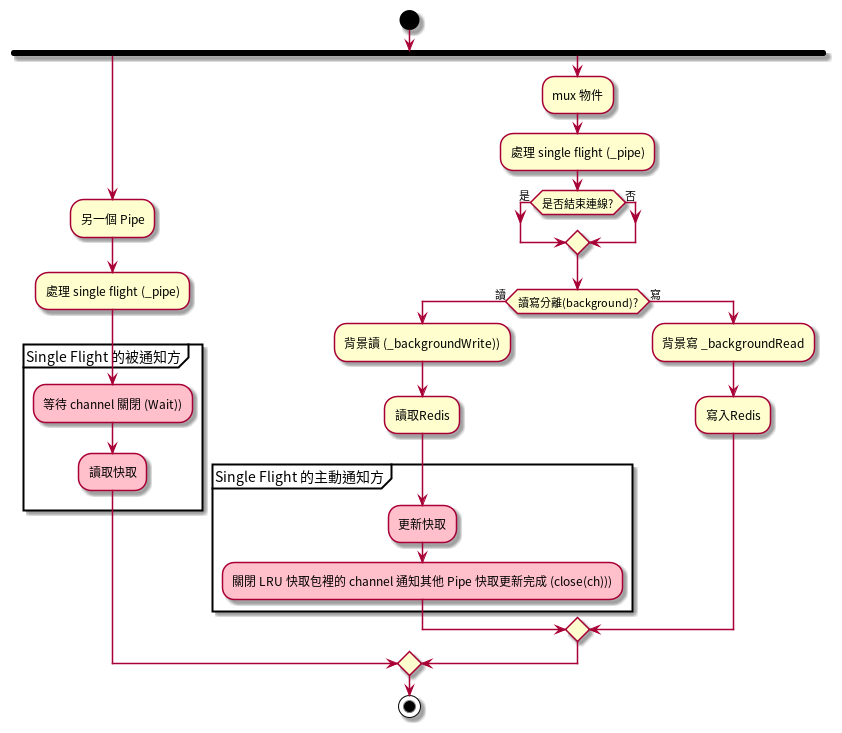 mux 物件
處理 single flight (_pipe)
是
是否結束連線?
否
另一個 Pipe
處理 single flight (_pipe)
讀
讀寫分離(background)?
寫
背景讀 (_backgroundWrite))
背景寫 _backgroundRead
Single Flight 的被通知方
等待 channel 關閉 (Wait))
讀取Redis
寫入Redis
讀取快取
Single Flight 的主動通知方
更新快取
關閉 LRU 快取包裡的 channel 通知其他 Pipe 快取更新完成 (close(ch)))